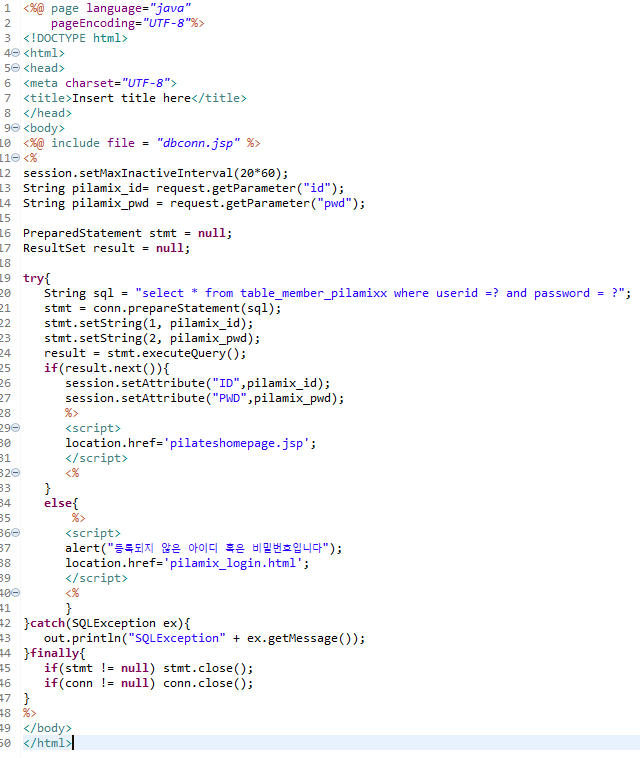 1 <%@ page language="java"
2 pageEncoding="UTF-8"%>
3 <!DOCTYPE html>
4 <html>
5 <head>
6 <meta charset="UTF-8">
7 <title>Insert title here</title>
8 </head>
9 <body>
10 <%@ include file = "dbconn.jsp" %>
11 <%
12 session.setMaxInactiveInterval(20*60);
13 String pilamix_id= request.getParameter("id");
14 String pilamix_pwd = request.getParameter("pwd");
15
16 PreparedStatement stmt = null;
17 ResultSet result = null;
18
19 try{
20 String sql = "select * from table_member_pilamixx where userid =? and password = ?";
21 stmt = conn.prepareStatement(sql);
22 stmt.setString(1, pilamix_id);
23 stmt.setString(2, pilamix_pwd);
24 result = stmt.executeQuery();
25 if(result.next()){
26 session.setAttribute("ID",pilamix_id);
27 session.setAttribute("PWD",pilamix_pwd);
28 %>
29 <script>
30 location.href='pilateshomepage.jsp';
31 </script>
32 <%
33 }
34 else{
35 %>
36 <script>
37 alert("등록되지 않은 아이디 혹은 비밀번호입니다");
38 location.href='pilamix_login.html';
39 </script>
40 <%
41 }
42 }catch(SQLException ex){
43 out.println("SQLException" + ex.getMessage());
44 }finally{
45 if(stmt != null) stmt.close();
46 if(conn != null) conn.close();
47 }
48 %>
49 </body>
50 </html>